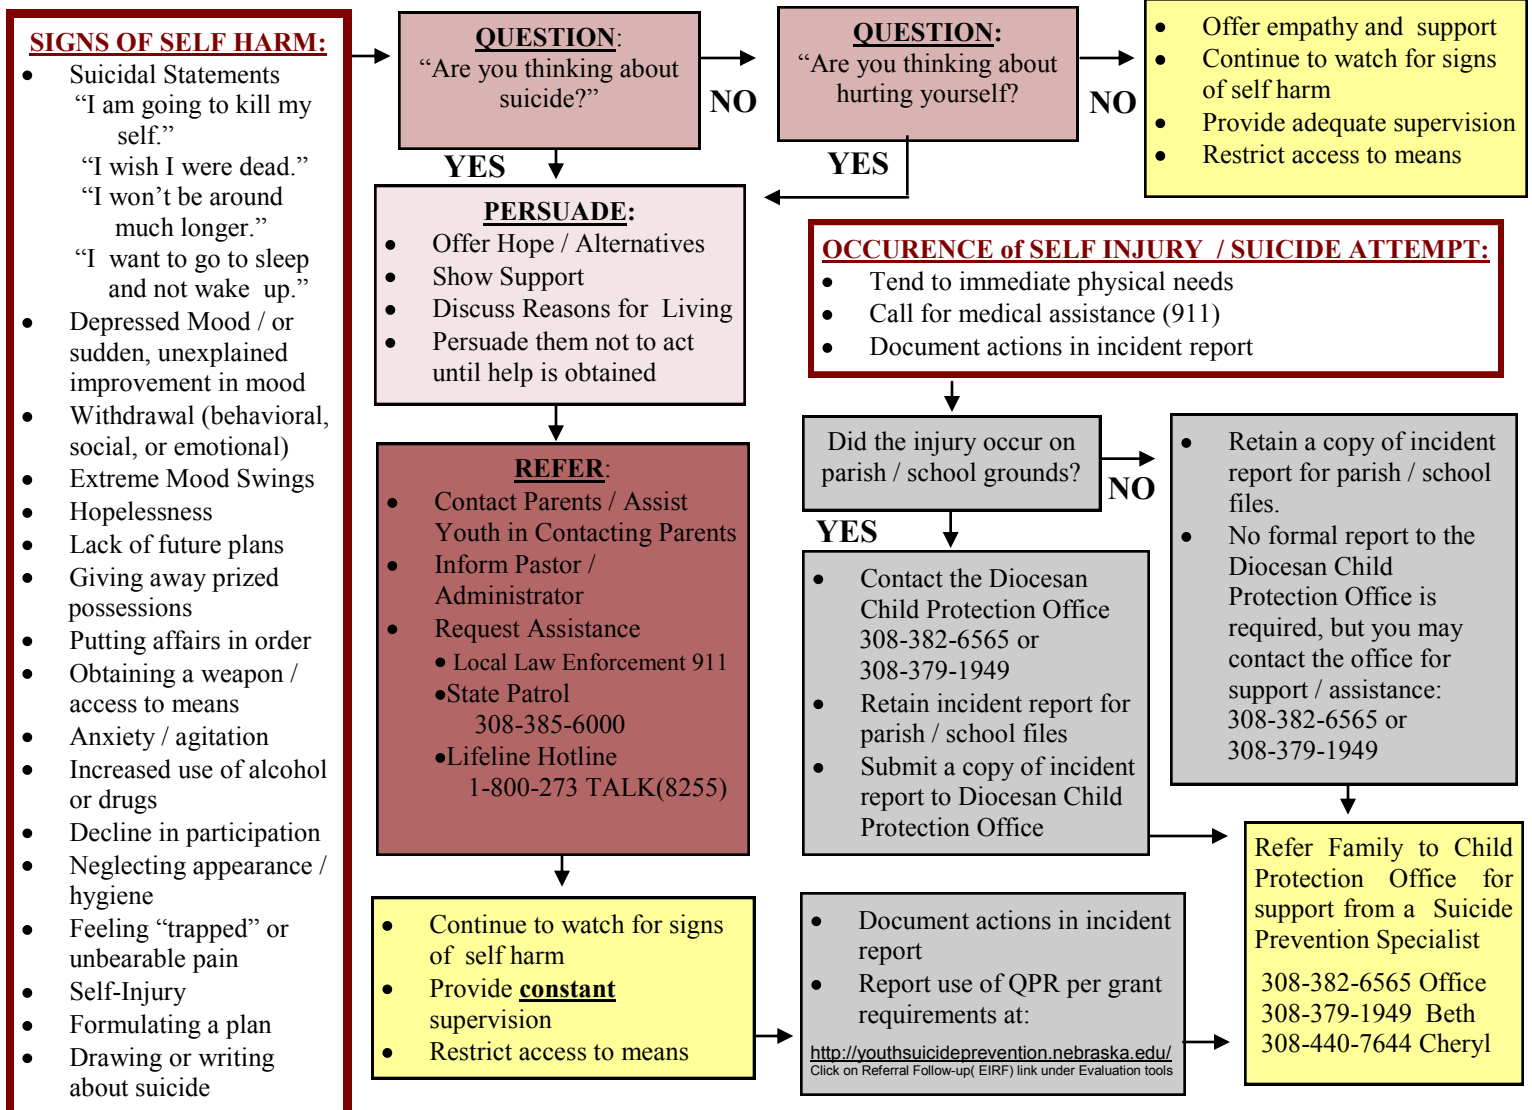 SIGNS OF SELF HARM:
• Suicidal Statements
“I am going to kill my
self.”
“I wish I were dead.”
“I won’t be around
much longer.”
“I want to go to sleep
and not wake up.”
• Depressed Mood / or
sudden, unexplained
improvement in mood
• Withdrawal (behavioral,
social, or emotional)
• Extreme Mood Swings
• Hopelessness
• Lack of future plans
• Giving away prized
possessions
• Putting affairs in order
• Obtaining a weapon /
access to means
• Anxiety / agitation
• Increased use of alcohol
or drugs
• Decline in participation
• Neglecting appearance /
hygiene
• Feeling “trapped” or
unbearable pain
• Self-Injury
• Formulating a plan
• Drawing or writing
about suicide
QUESTION:
“Are you thinking about
suicide?”
NO
YES
QUESTION:
“Are you thinking about
hurting yourself?
NO
YES
• Offer empathy and support
• Continue to watch for signs
of self harm
• Provide adequate supervision
• Restrict access to means
PERSUADE:
• Offer Hope / Alternatives
• Show Support
• Discuss Reasons for Living
• Persuade them not to act
until help is obtained
REFER:
• Contact Parents / Assist
Youth in Contacting Parents
• Inform Pastor /
Administrator
• Request Assistance
• Local Law Enforcement 911
•State Patrol
308-385-6000
•Lifeline Hotline
1-800-273 TALK(8255)
• Continue to watch for signs
of self harm
• Provide constant
supervision
• Restrict access to means
OCCURENCE of SELF INJURY / SUICIDE ATTEMPT:
• Tend to immediate physical needs
• Call for medical assistance (911)
• Document actions in incident report
Did the injury occur on
parish / school grounds?
NO
YES
• Contact the Diocesan
Child Protection Office
308-382-6565 or
308-379-1949
• Retain incident report for
parish / school files
• Submit a copy of incident
report to Diocesan Child
Protection Office
• Retain a copy of incident
report for parish / school
files.
• No formal report to the
Diocesan Child
Protection Office is
required, but you may
contact the office for
support / assistance:
308-382-6565 or
308-379-1949
• Document actions in incident
report
• Report use of QPR per grant
requirements at:
http://youthsuicideprevention.nebraska.edu/
Click on Referral Follow-up( EIRF) link under Evaluation tools
Refer Family to Child
Protection Office for
support from a Suicide
Prevention Specialist
308-382-6565 Office
308-379-1949 Beth
308-440-7644 Cheryl